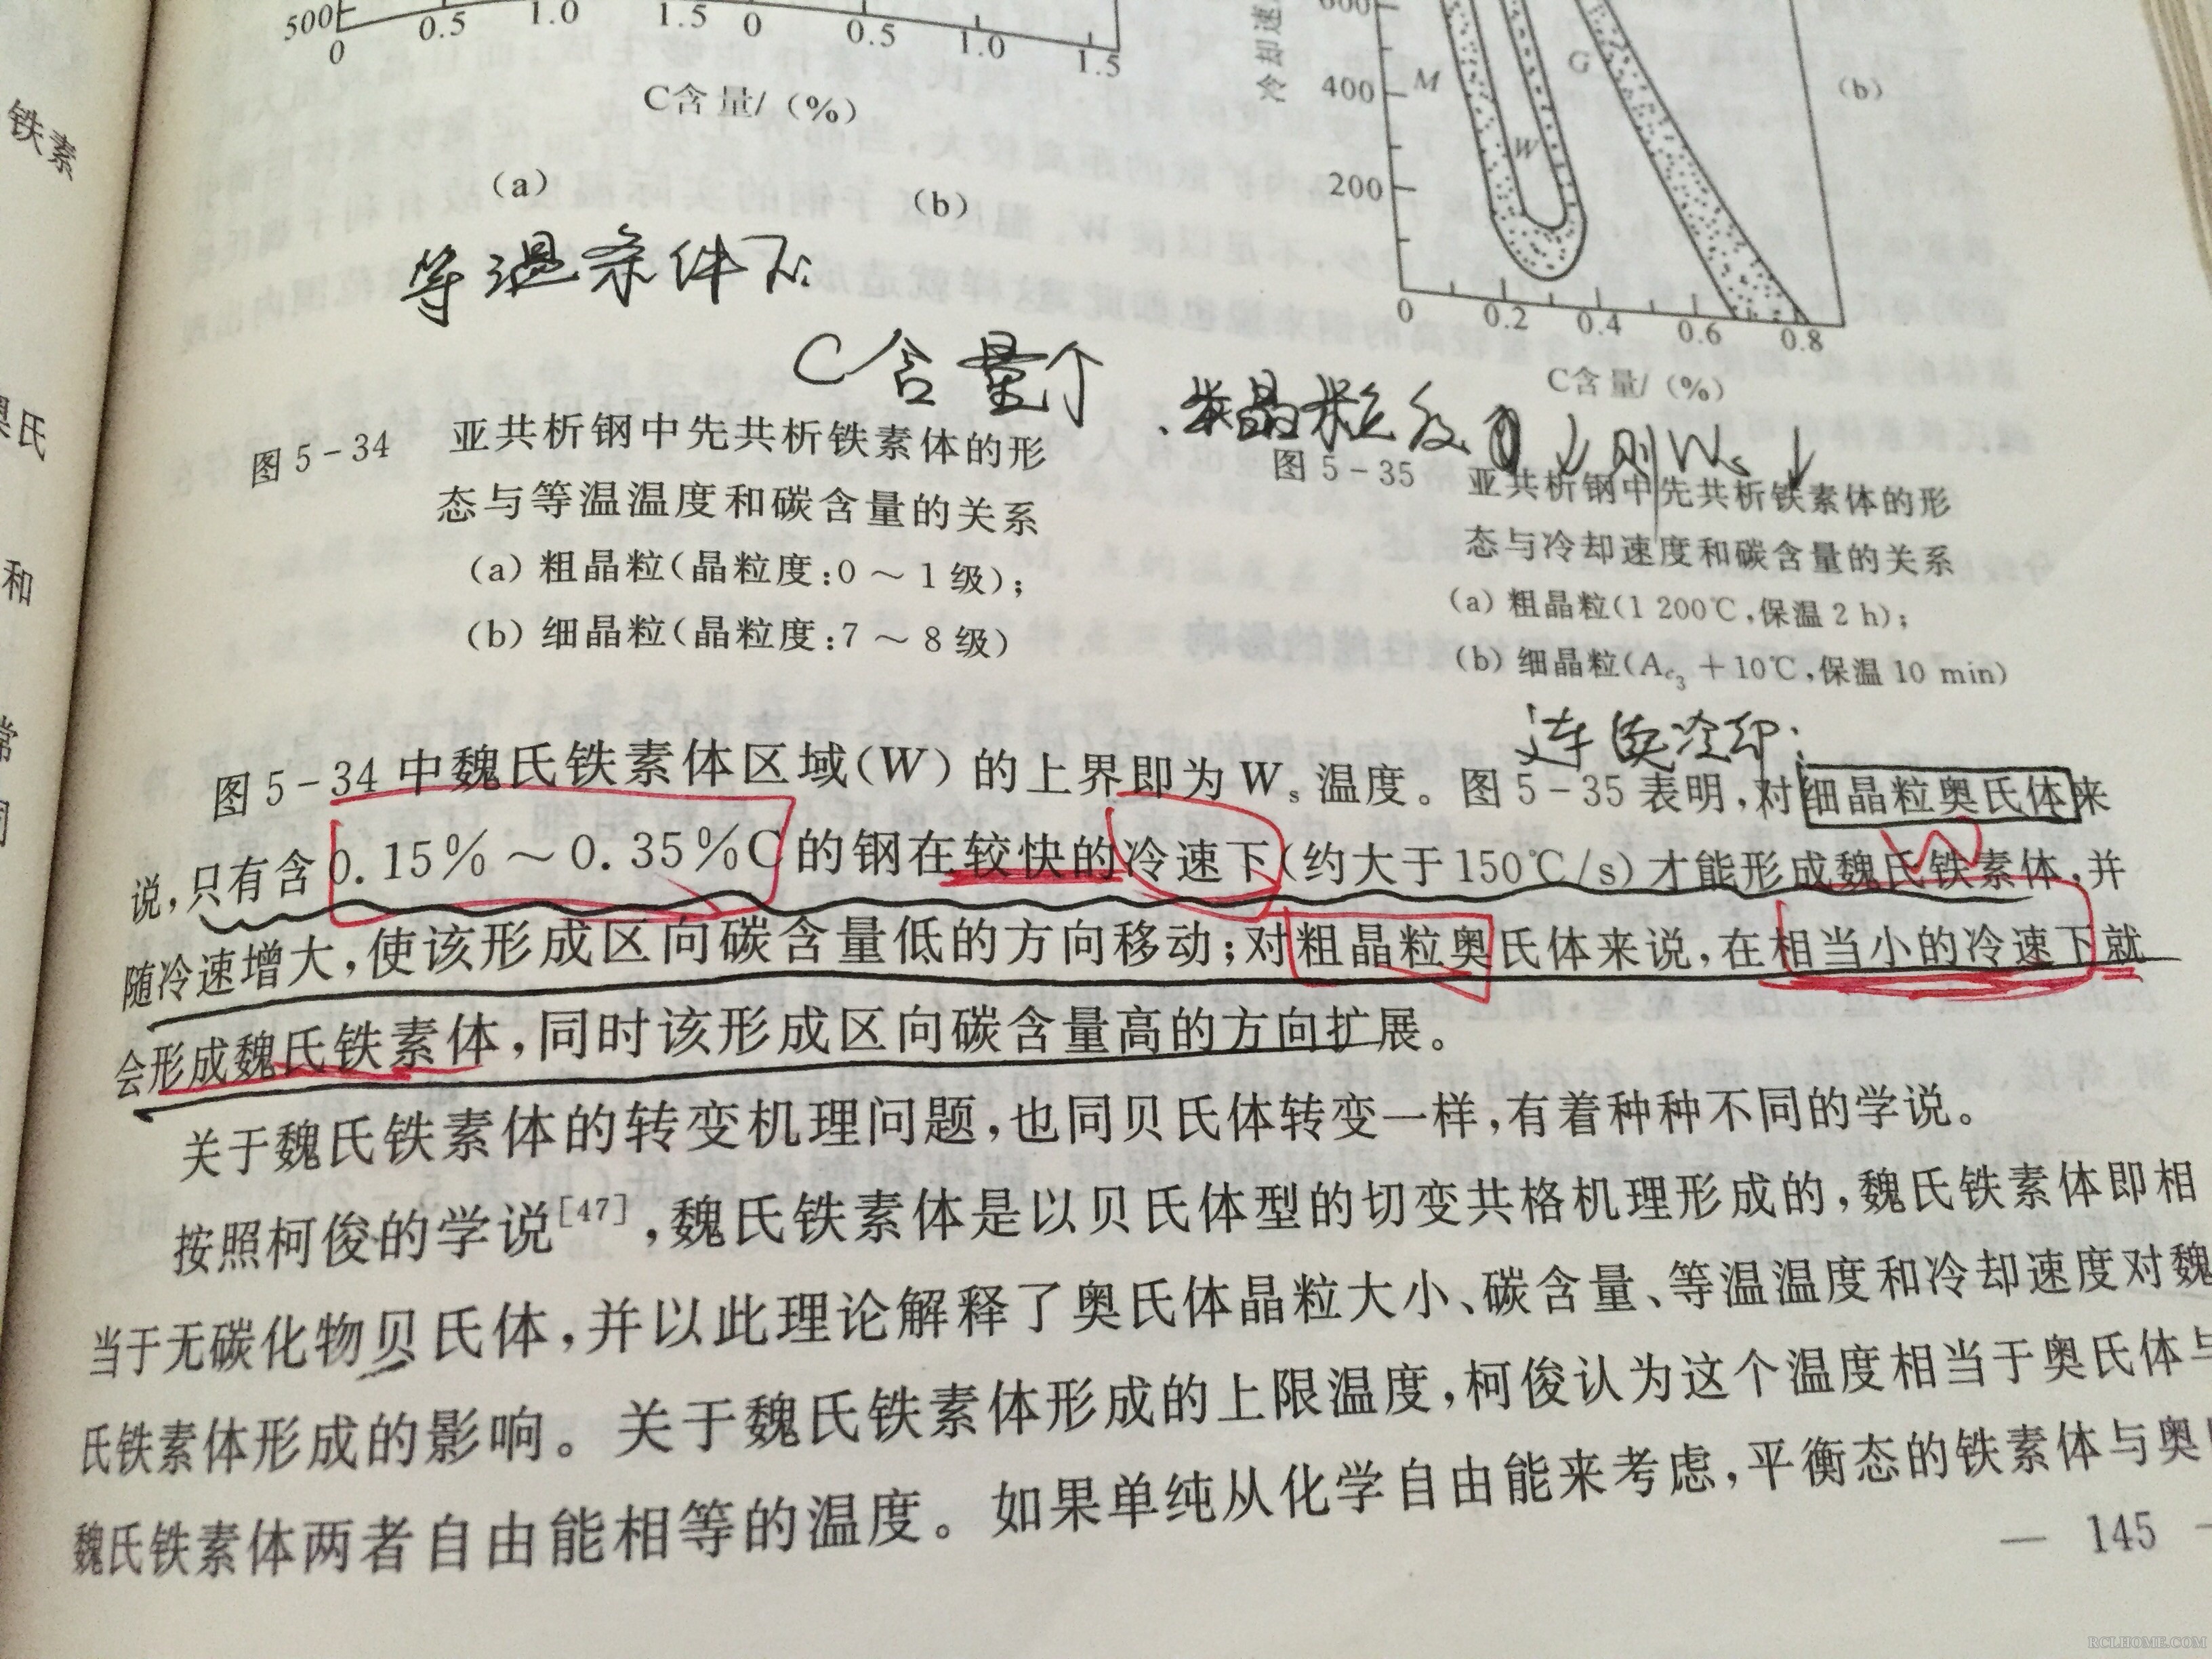 500
0
0.5
1.0
1.5
0
0.5
1.0
1.5
C含量/(%)
(a)
(b)
冷却速
600
400
200
M
W
G
(b)
0
0.2
0.4
0.6
0.8
C含量/(%)
等温条件下:
C含量个
晶粒及
↓则Ws↓
图5-34 亚共析钢中先共析铁素体的形
态与等温温度和碳含量的关系
(a) 粗晶粒(晶粒度:0～1级);
(b) 细晶粒(晶粒度:7～8级)
图5-35 亚共析钢中先共析铁素体的形
态与冷却速度和碳含量的关系
(a) 粗晶粒(1 200℃,保温2 h);
(b) 细晶粒(Ac3+10℃,保温10 min)
连续冷却:
图5-34中魏氏铁素体区域(W)的上界即为Ws温度。图5-35表明,对细晶粒奥氏体来
说,只有含0.15%～0.35%C的钢在较快的冷速下(约大于150℃/s)才能形成魏氏铁素体,并
随冷速增大,使该形成区向碳含量低的方向移动;对粗晶粒奥氏体来说,在相当小的冷速下就
会形成魏氏铁素体,同时该形成区向碳含量高的方向扩展。
关于魏氏铁素体的转变机理问题,也同贝氏体转变一样,有着种种不同的学说。
按照柯俊的学说[47],魏氏铁素体是以贝氏体型的切变共格机理形成的,魏氏铁素体即相
当于无碳化物贝氏体,并以此理论解释了奥氏体晶粒大小、碳含量、等温温度和冷却速度对魏
氏铁素体形成的影响。关于魏氏铁素体形成的上限温度,柯俊认为这个温度相当于奥氏体与
魏氏铁素体两者自由能相等的温度。如果单纯从化学自由能来考虑,平衡态的铁素体与奥
— 145 —
铁素
氏
和
常
RCLHOME.COM